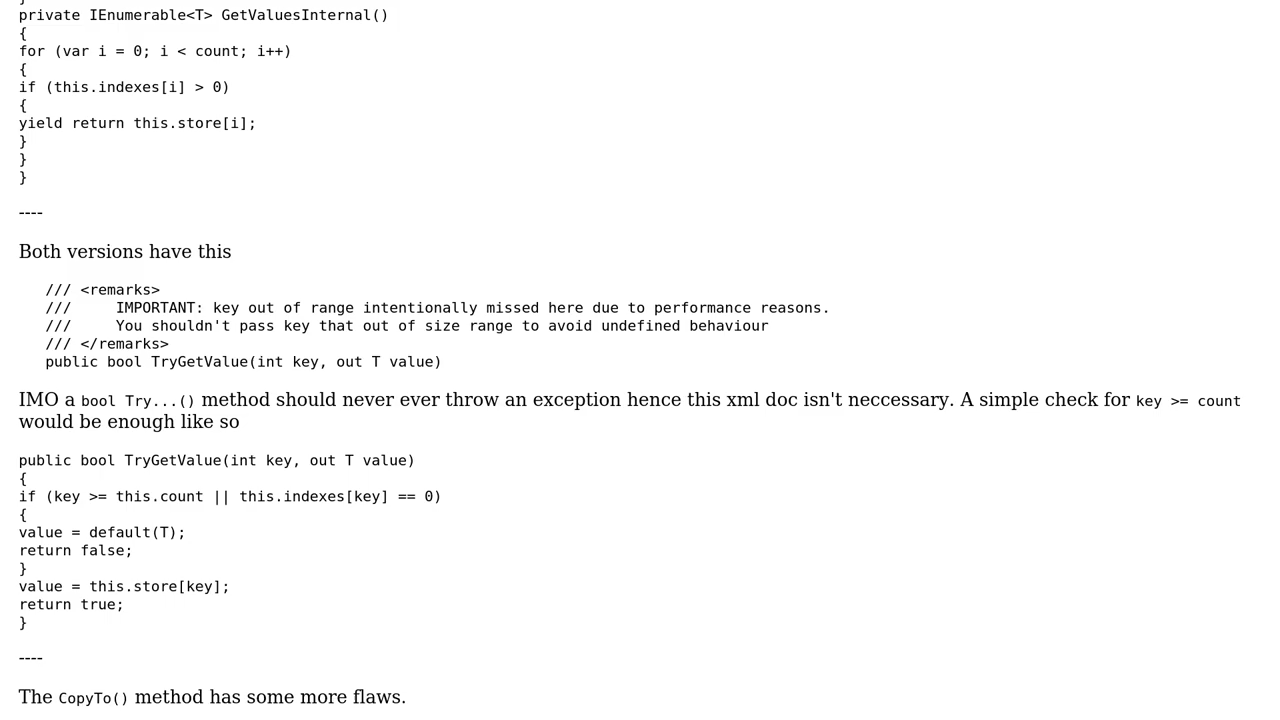 private IEnumerable<T> GetValuesInternal()
{
for (var i = 0; i < count; i++)
{
if (this.indexes[i] > 0)
{
yield return this.store[i];
}
}
}
----
Both versions have this
/// <remarks>
///     IMPORTANT: key out of range intentionally missed here due to performance reasons.
///     You shouldn't pass key that out of size range to avoid undefined behaviour
/// </remarks>
public bool TryGetValue(int key, out T value)
IMO a bool Try...() method should never ever throw an exception hence this xml doc isn't neccessary. A simple check for key >= count
would be enough like so
public bool TryGetValue(int key, out T value)
{
if (key >= this.count || this.indexes[key] == 0)
{
value = default(T);
return false;
}
value = this.store[key];
return true;
}
----
The CopyTo() method has some more flaws.